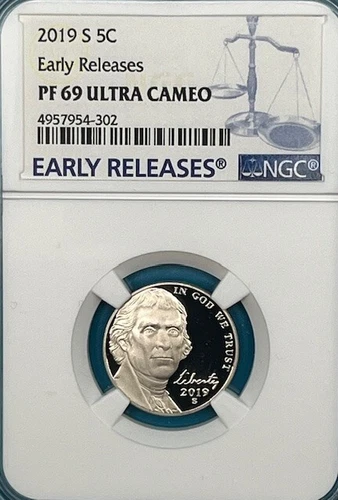 2019 S 5C
Early Releases
PF 69 ULTRA CAMEO
4957954-302
EARLY RELEASES®
NGC®
IN GOD WE TRUST
Liberty
2019
S